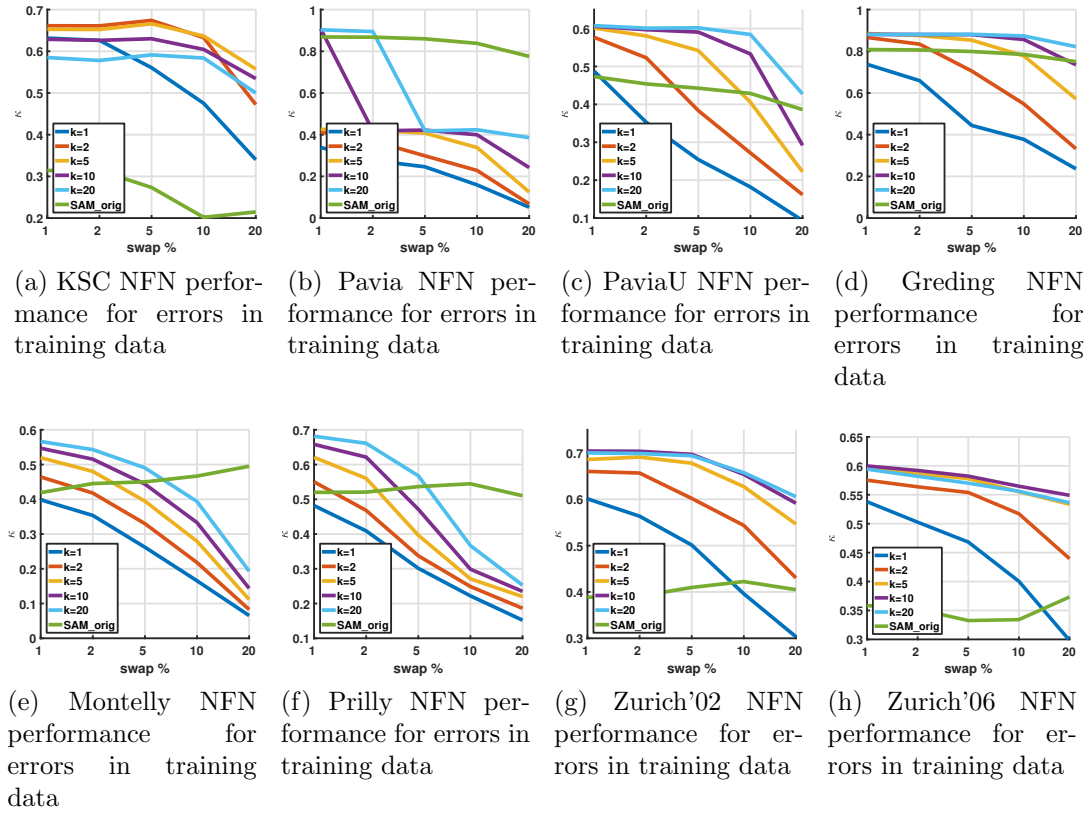 0.7
0.6
0.5
0.4
0.3
0.2
κ
k=1
k=2
k=5
k=10
k=20
SAM_orig
1 2 5 10 20
swap %
(a) KSC NFN perfor-
mance for errors in
training data
1
0.8
0.6
0.4
0.2
0
κ
k=1
k=2
k=5
k=10
k=20
SAM_orig
1 2 5 10 20
swap %
(b) Pavia NFN per-
formance for errors in
training data
0.6
0.5
0.4
0.3
0.2
0.1
κ
k=1
k=2
k=5
k=10
k=20
SAM_orig
1 2 5 10 20
swap %
(c) PaviaU NFN per-
formance for errors in
training data
1
0.8
0.6
0.4
0.2
0
κ
k=1
k=2
k=5
k=10
k=20
SAM_orig
1 2 5 10 20
swap %
(d) Greding NFN
performance for
errors in training
data
0.6
0.5
0.4
0.3
0.2
0.1
0
κ
k=1
k=2
k=5
k=10
k=20
SAM_orig
1 2 5 10 20
swap %
(e) Montelly NFN
performance for
errors in training
data
0.7
0.6
0.5
0.4
0.3
0.2
0.1
κ
k=1
k=2
k=5
k=10
k=20
SAM_orig
1 2 5 10 20
swap %
(f) Prilly NFN per-
formance for errors in
training data
0.7
0.6
0.5
0.4
0.3
κ
k=1
k=2
k=5
k=10
k=20
SAM_orig
1 2 5 10 20
swap %
(g) Zurich'02 NFN
performance for er-
rors in training data
0.65
0.6
0.55
0.5
0.45
0.4
0.35
0.3
κ
k=1
k=2
k=5
k=10
k=20
SAM_orig
1 2 5 10 20
swap %
(h) Zurich'06 NFN
performance for er-
rors in training data